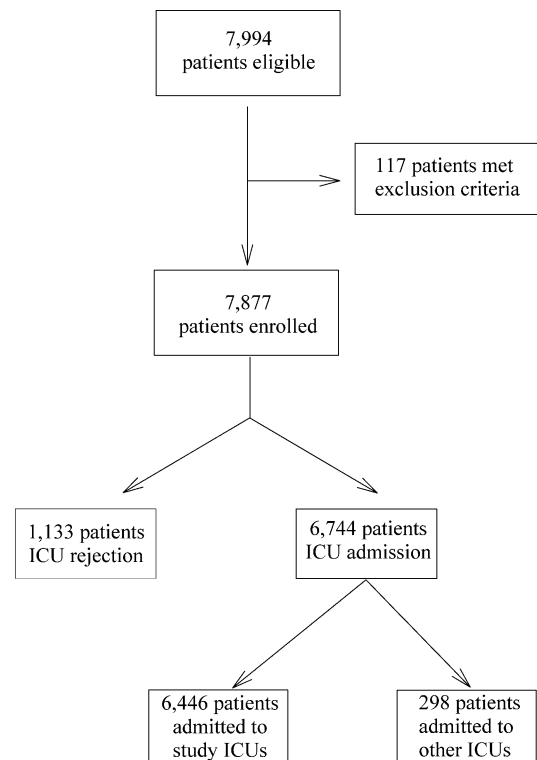 7,994
patients eligible
117 patients met
exclusion criteria
7,877
patients enrolled
1,133 patients
ICU rejection
6,744 patients
ICU admission
6,446 patients
admitted to
study ICUs
298 patients
admitted to
other ICUs